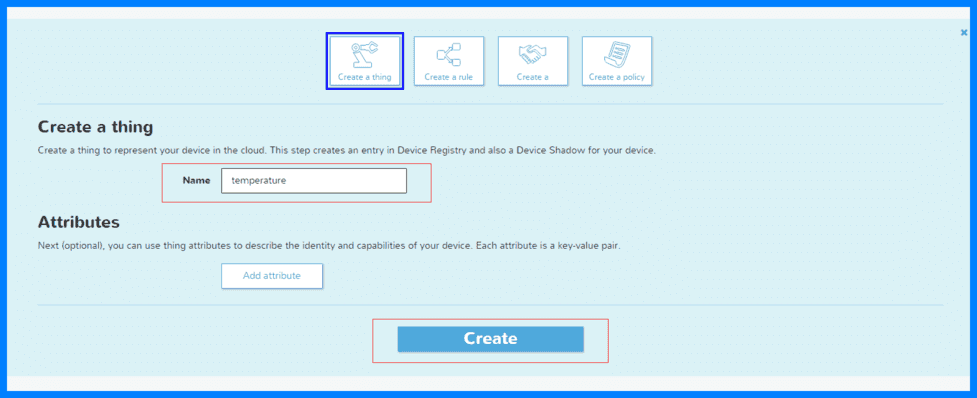 Create a thing
Create a rule
Create a
Create a policy
Create a thing
Create a thing to represent your device in the cloud. This step creates an entry in Device Registry and also a Device Shadow for your device.
Name
temperature
Attributes
Next (optional), you can use thing attributes to describe the identity and capabilities of your device. Each attribute is a key-value pair.
Add attribute
Create